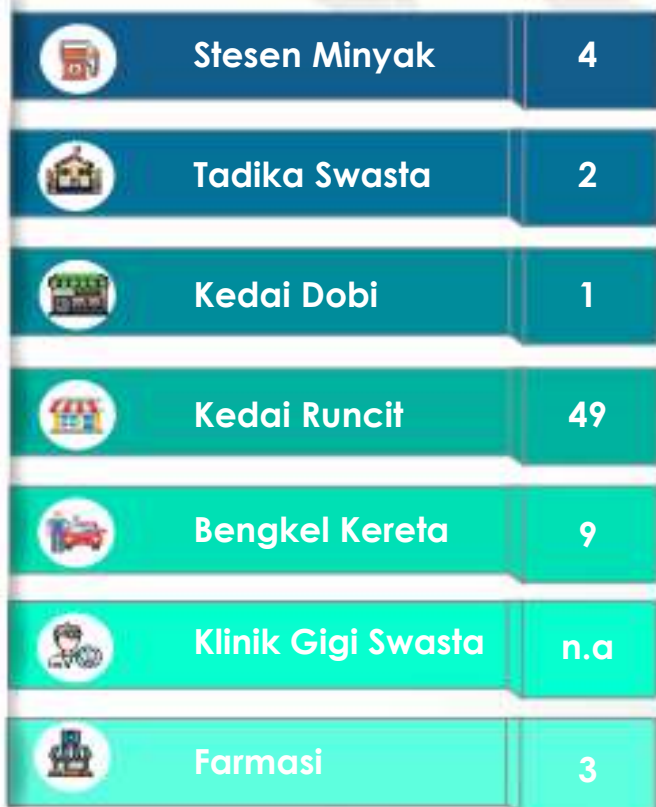 Stesen Minyak 4
Tadika Swasta 2
Kedai Dobi 1
Kedai Runcit 49
Bengkel Kereta 9
Klinik Gigi Swasta n.a
Farmasi 3